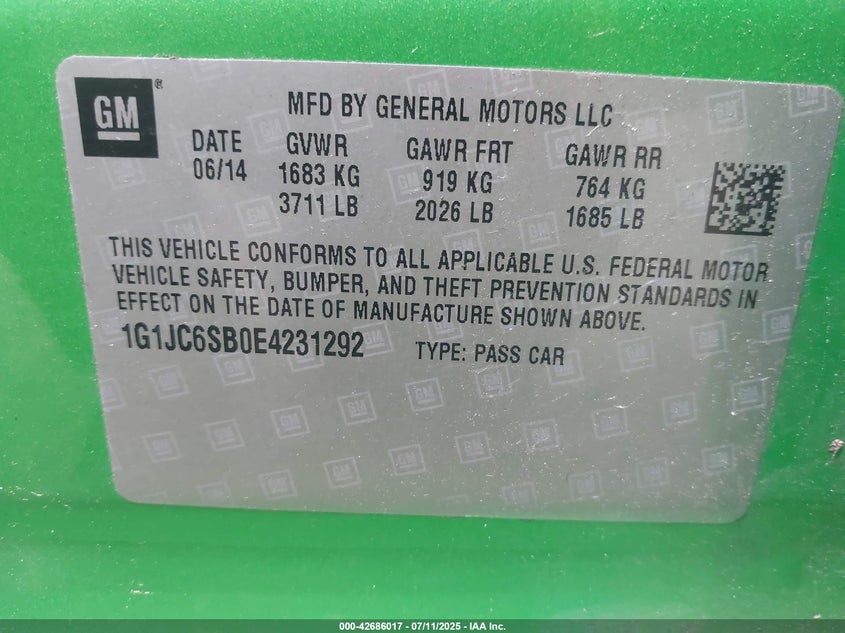 GM ®
MFD BY GENERAL MOTORS LLC
DATE GVWR GAWR FRT GAWR RR
06/14 1683 KG 919 KG 764 KG
3711 LB 2026 LB 1685 LB
THIS VEHICLE CONFORMS TO ALL APPLICABLE U.S. FEDERAL MOTOR
VEHICLE SAFETY, BUMPER, AND THEFT PREVENTION STANDARDS IN
EFFECT ON THE DATE OF MANUFACTURE SHOWN ABOVE.
1G1JC6SB0E4231292 TYPE: PASS CAR
000-42686017 - 07/11/2025 - IAA Inc.